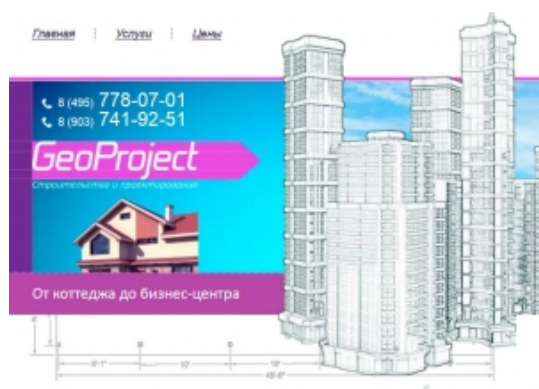 Главная
Услуги
Цены
8 (495) 778-07-01
8 (903) 741-92-51
GeoProject
Строительство и проектирование
От коттеджа до бизнес-центра